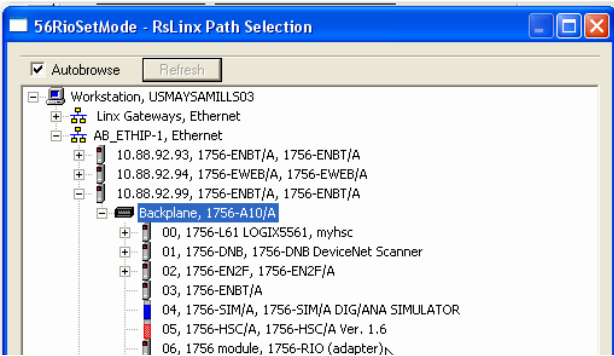 56RioSetMode - RsLinx Path Selection
Autobrowse Refresh
Workstation, USMAYSAMILLS03
Linx Gateways, Ethernet
AB_ETHIP-1, Ethernet
10.88.92.93, 1756-ENBT/A, 1756-ENBT/A
10.88.92.94, 1756-EWEB/A, 1756-EWEB/A
10.88.92.99, 1756-ENBT/A, 1756-ENBT/A
Backplane, 1756-A10/A
00, 1756-L61 LOGIX5561, myhsc
01, 1756-DNB, 1756-DNB DeviceNet Scanner
02, 1756-EN2F, 1756-EN2F/A
03, 1756-ENBT/A
04, 1756-SIM/A, 1756-SIM/A DIG/ANA SIMULATOR
05, 1756-HSC/A, 1756-HSC/A Ver. 1.6
06, 1756 module, 1756-RIO (adapter)